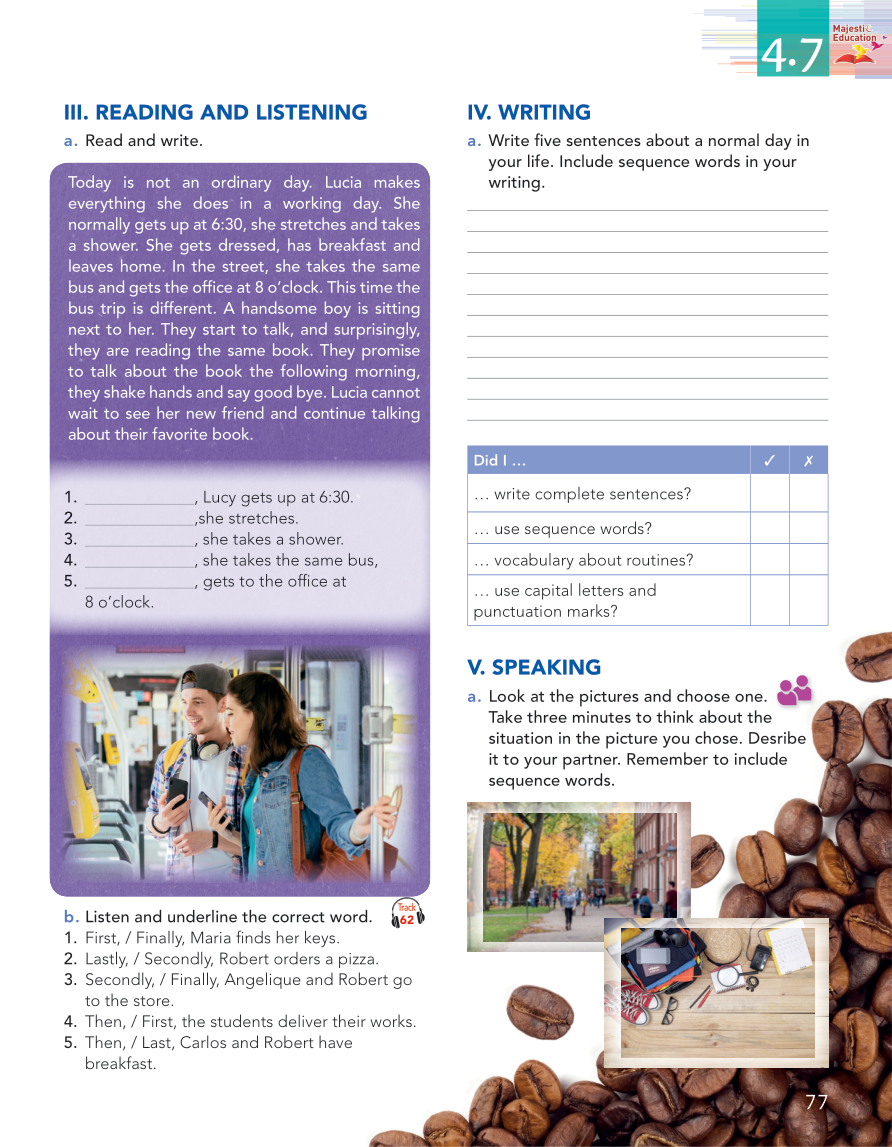 4.7
Majestic
Education
III. READING AND LISTENING
a. Read and write.
Today is not an ordinary day. Lucia makes
everything she does in a working day. She
normally gets up at 6:30, she stretches and takes
a shower. She gets dressed, has breakfast and
leaves home. In the street, she takes the same
bus and gets the office at 8 o’clock. This time the
bus trip is different. A handsome boy is sitting
next to her. They start to talk, and surprisingly,
they are reading the same book. They promise
to talk about the book the following morning,
they shake hands and say good bye. Lucia cannot
wait to see her new friend and continue talking
about their favorite book.
1. ______________, Lucy gets up at 6:30.
2. ______________,she stretches.
3. ______________, she takes a shower.
4. ______________, she takes the same bus,
5. ______________, gets to the office at
8 o’clock.
b. Listen and underline the correct word.
Track
62
1. First, / Finally, Maria finds her keys.
2. Lastly, / Secondly, Robert orders a pizza.
3. Secondly, / Finally, Angelique and Robert go
to the store.
4. Then, / First, the students deliver their works.
5. Then, / Last, Carlos and Robert have
breakfast.
IV. WRITING
a. Write five sentences about a normal day in
your life. Include sequence words in your
writing.
Did I ... ✓ ✗
... write complete sentences?
... use sequence words?
... vocabulary about routines?
... use capital letters and
punctuation marks?
V. SPEAKING
a. Look at the pictures and choose one.
Take three minutes to think about the
situation in the picture you chose. Desribe
it to your partner. Remember to include
sequence words.
77